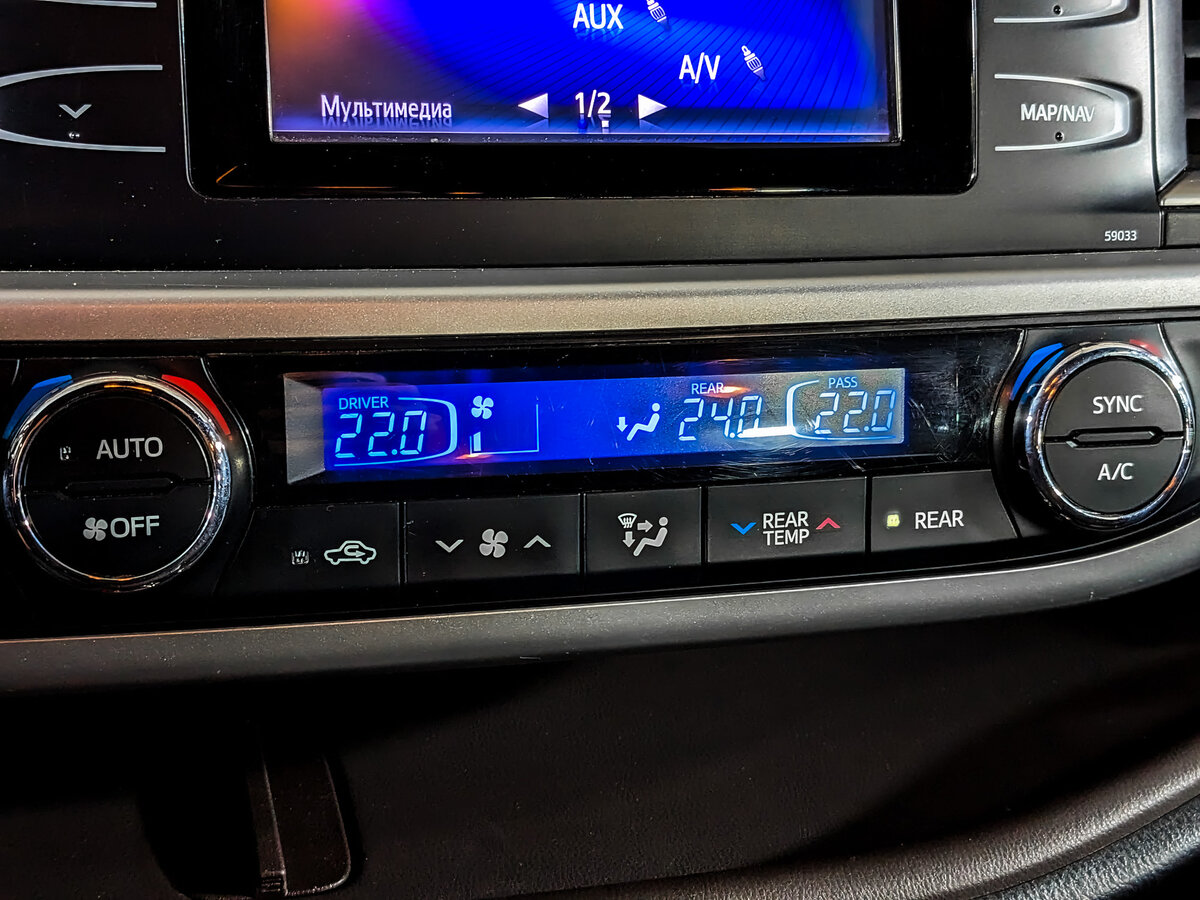 AUX
A/V
Мультимедиа
1/2
MAP/NAV
59033
DRIVER
22.0
REAR
24.0
PASS
22.0
AUTO
OFF
REAR
TEMP
REAR
SYNC
A/C